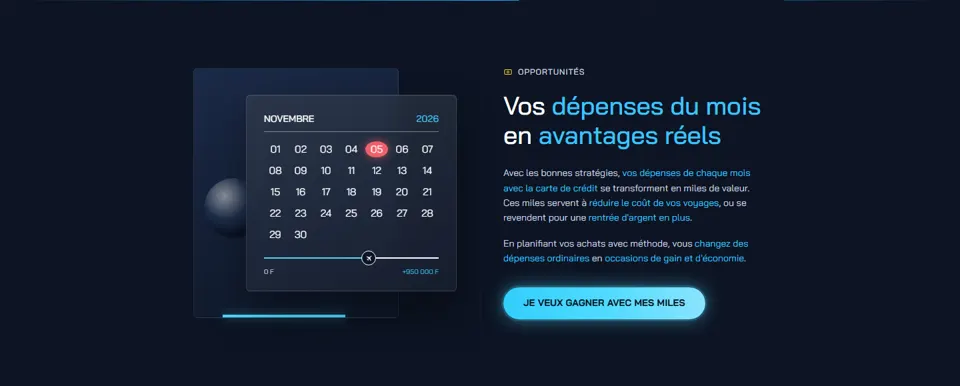 NOVEMBRE 2026
01 02 03 04 05 06 07
08 09 10 11 12 13 14
15 16 17 18 19 20 21
22 23 24 25 26 27 28
29 30
0 F +950 000 F
OPPORTUNITÉS
Vos dépenses du mois
en avantages réels
Avec les bonnes stratégies, vos dépenses de chaque mois
avec la carte de crédit se transforment en miles de valeur.
Ces miles servent à réduire le coût de vos voyages, ou se
revendent pour une rentrée d'argent en plus.
En planifiant vos achats avec méthode, vous changez des
dépenses ordinaires en occasions de gain et d'économie.
JE VEUX GAGNER AVEC MES MILES